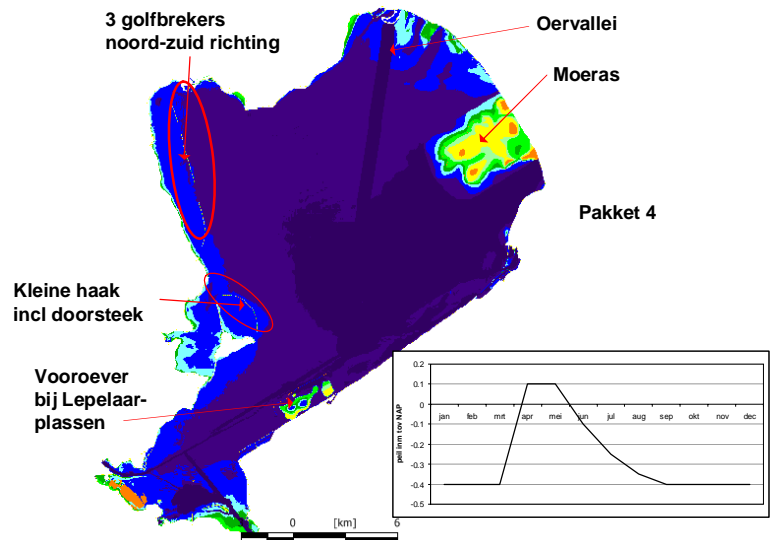 3 golfbrekers
noord-zuid richting
Oervallei
Moeras
Pakket 4
Kleine haak
incl doorsteek
Vooroever
bij Lepelaar-
plassen
0 [km] 6
peil inm tov NAP
0.2
0.1
0
-0.1
-0.2
-0.3
-0.4
-0.5
jan feb mrt apr mei jun jul aug sep okt nov dec